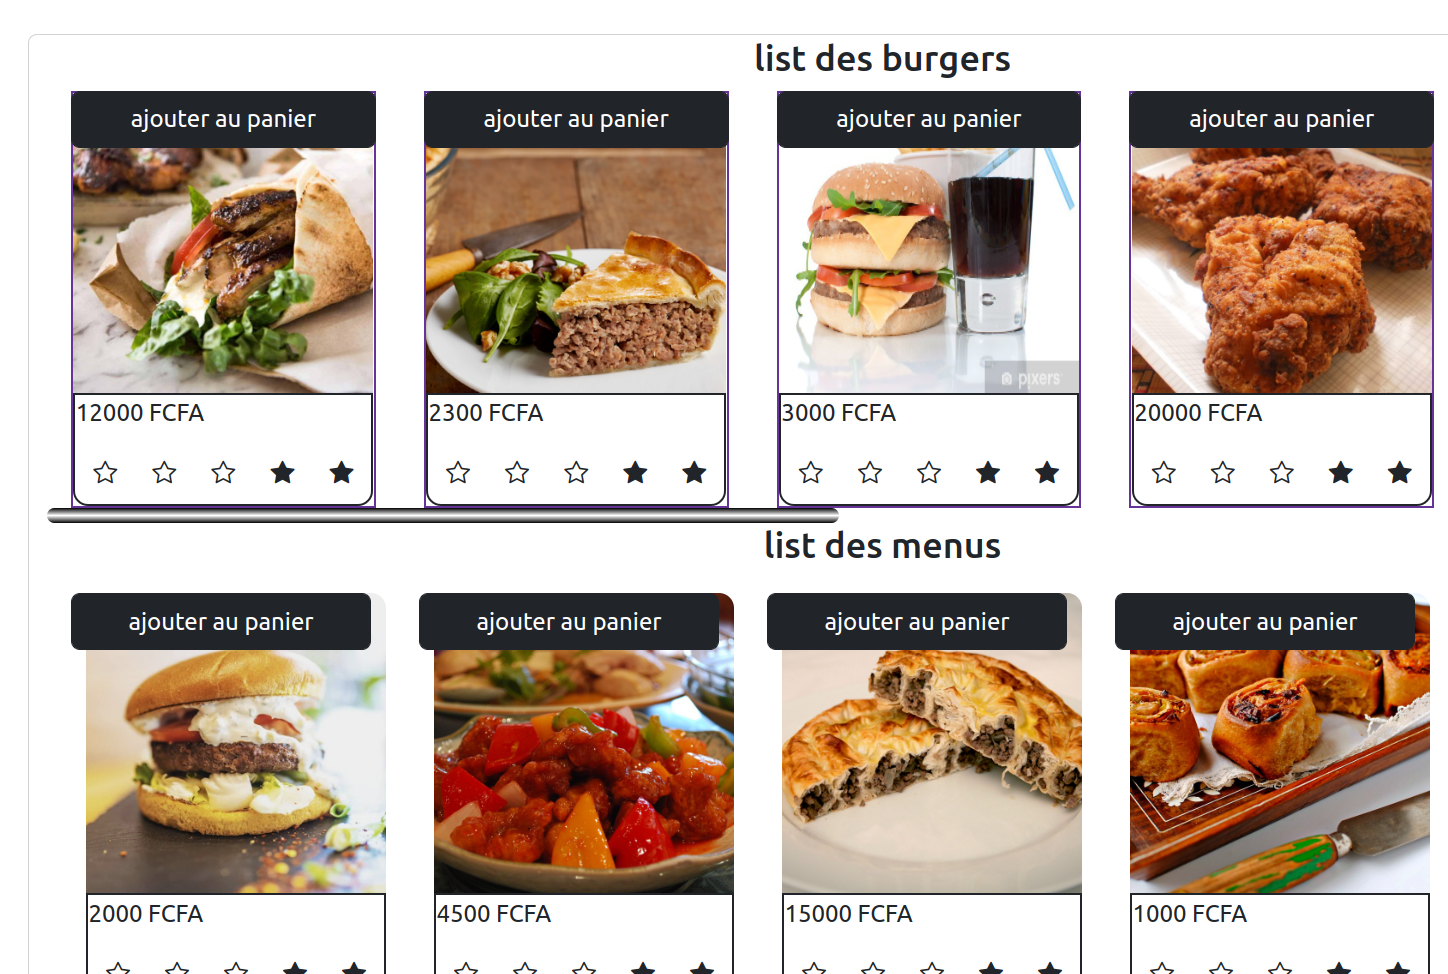 list des burgers
ajouter au panier
ajouter au panier
ajouter au panier
ajouter au panier
pixers
12000 FCFA
2300 FCFA
3000 FCFA
20000 FCFA
list des menus
ajouter au panier
ajouter au panier
ajouter au panier
ajouter au panier
2000 FCFA
4500 FCFA
15000 FCFA
1000 FCFA